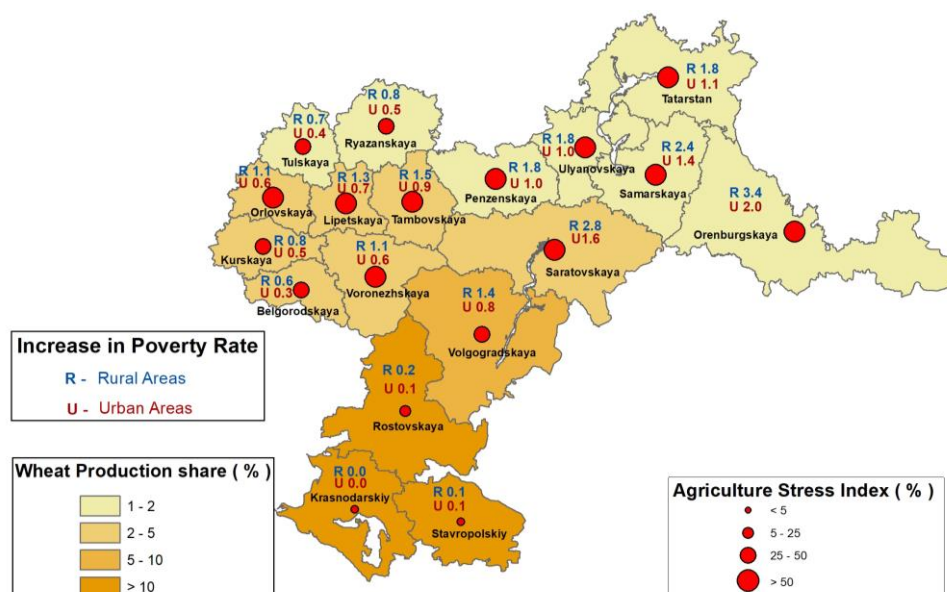 R 1.8
U 1.1
Tatarstan
R 0.8
U 0.5
Ryazanskaya
R 0.7
U 0.4
Tulskaya
R 1.8
U 1.0
Ulyanovskaya
R 2.4
U 1.4
Samarskaya
R 1.1
U 0.6
Orlovskaya
R 1.3
U 0.7
Lipetskaya
R 1.5
U 0.9
Tambovskaya
R 1.8
U 1.0
Penzenskaya
R 3.4
U 2.0
Orenburgskaya
R 0.8
U 0.5
Kurskaya
R 1.1
U 0.6
Voronezhskaya
R 2.8
U1.6
Saratovskaya
R 0.6
U 0.3
Belgorodskaya
R 1.4
U 0.8
Volgogradskaya
R 0.2
U 0.1
Rostovskaya
R 0.0
U 0.0
Krasnodarskiy
R 0.1
U 0.1
Stavropolskiy
Increase in Poverty Rate
R - Rural Areas
U - Urban Areas
Wheat Production share ( % )
1 - 2
2 - 5
5 - 10
> 10
Agriculture Stress Index ( % )
< 5
5 - 25
25 - 50
> 50